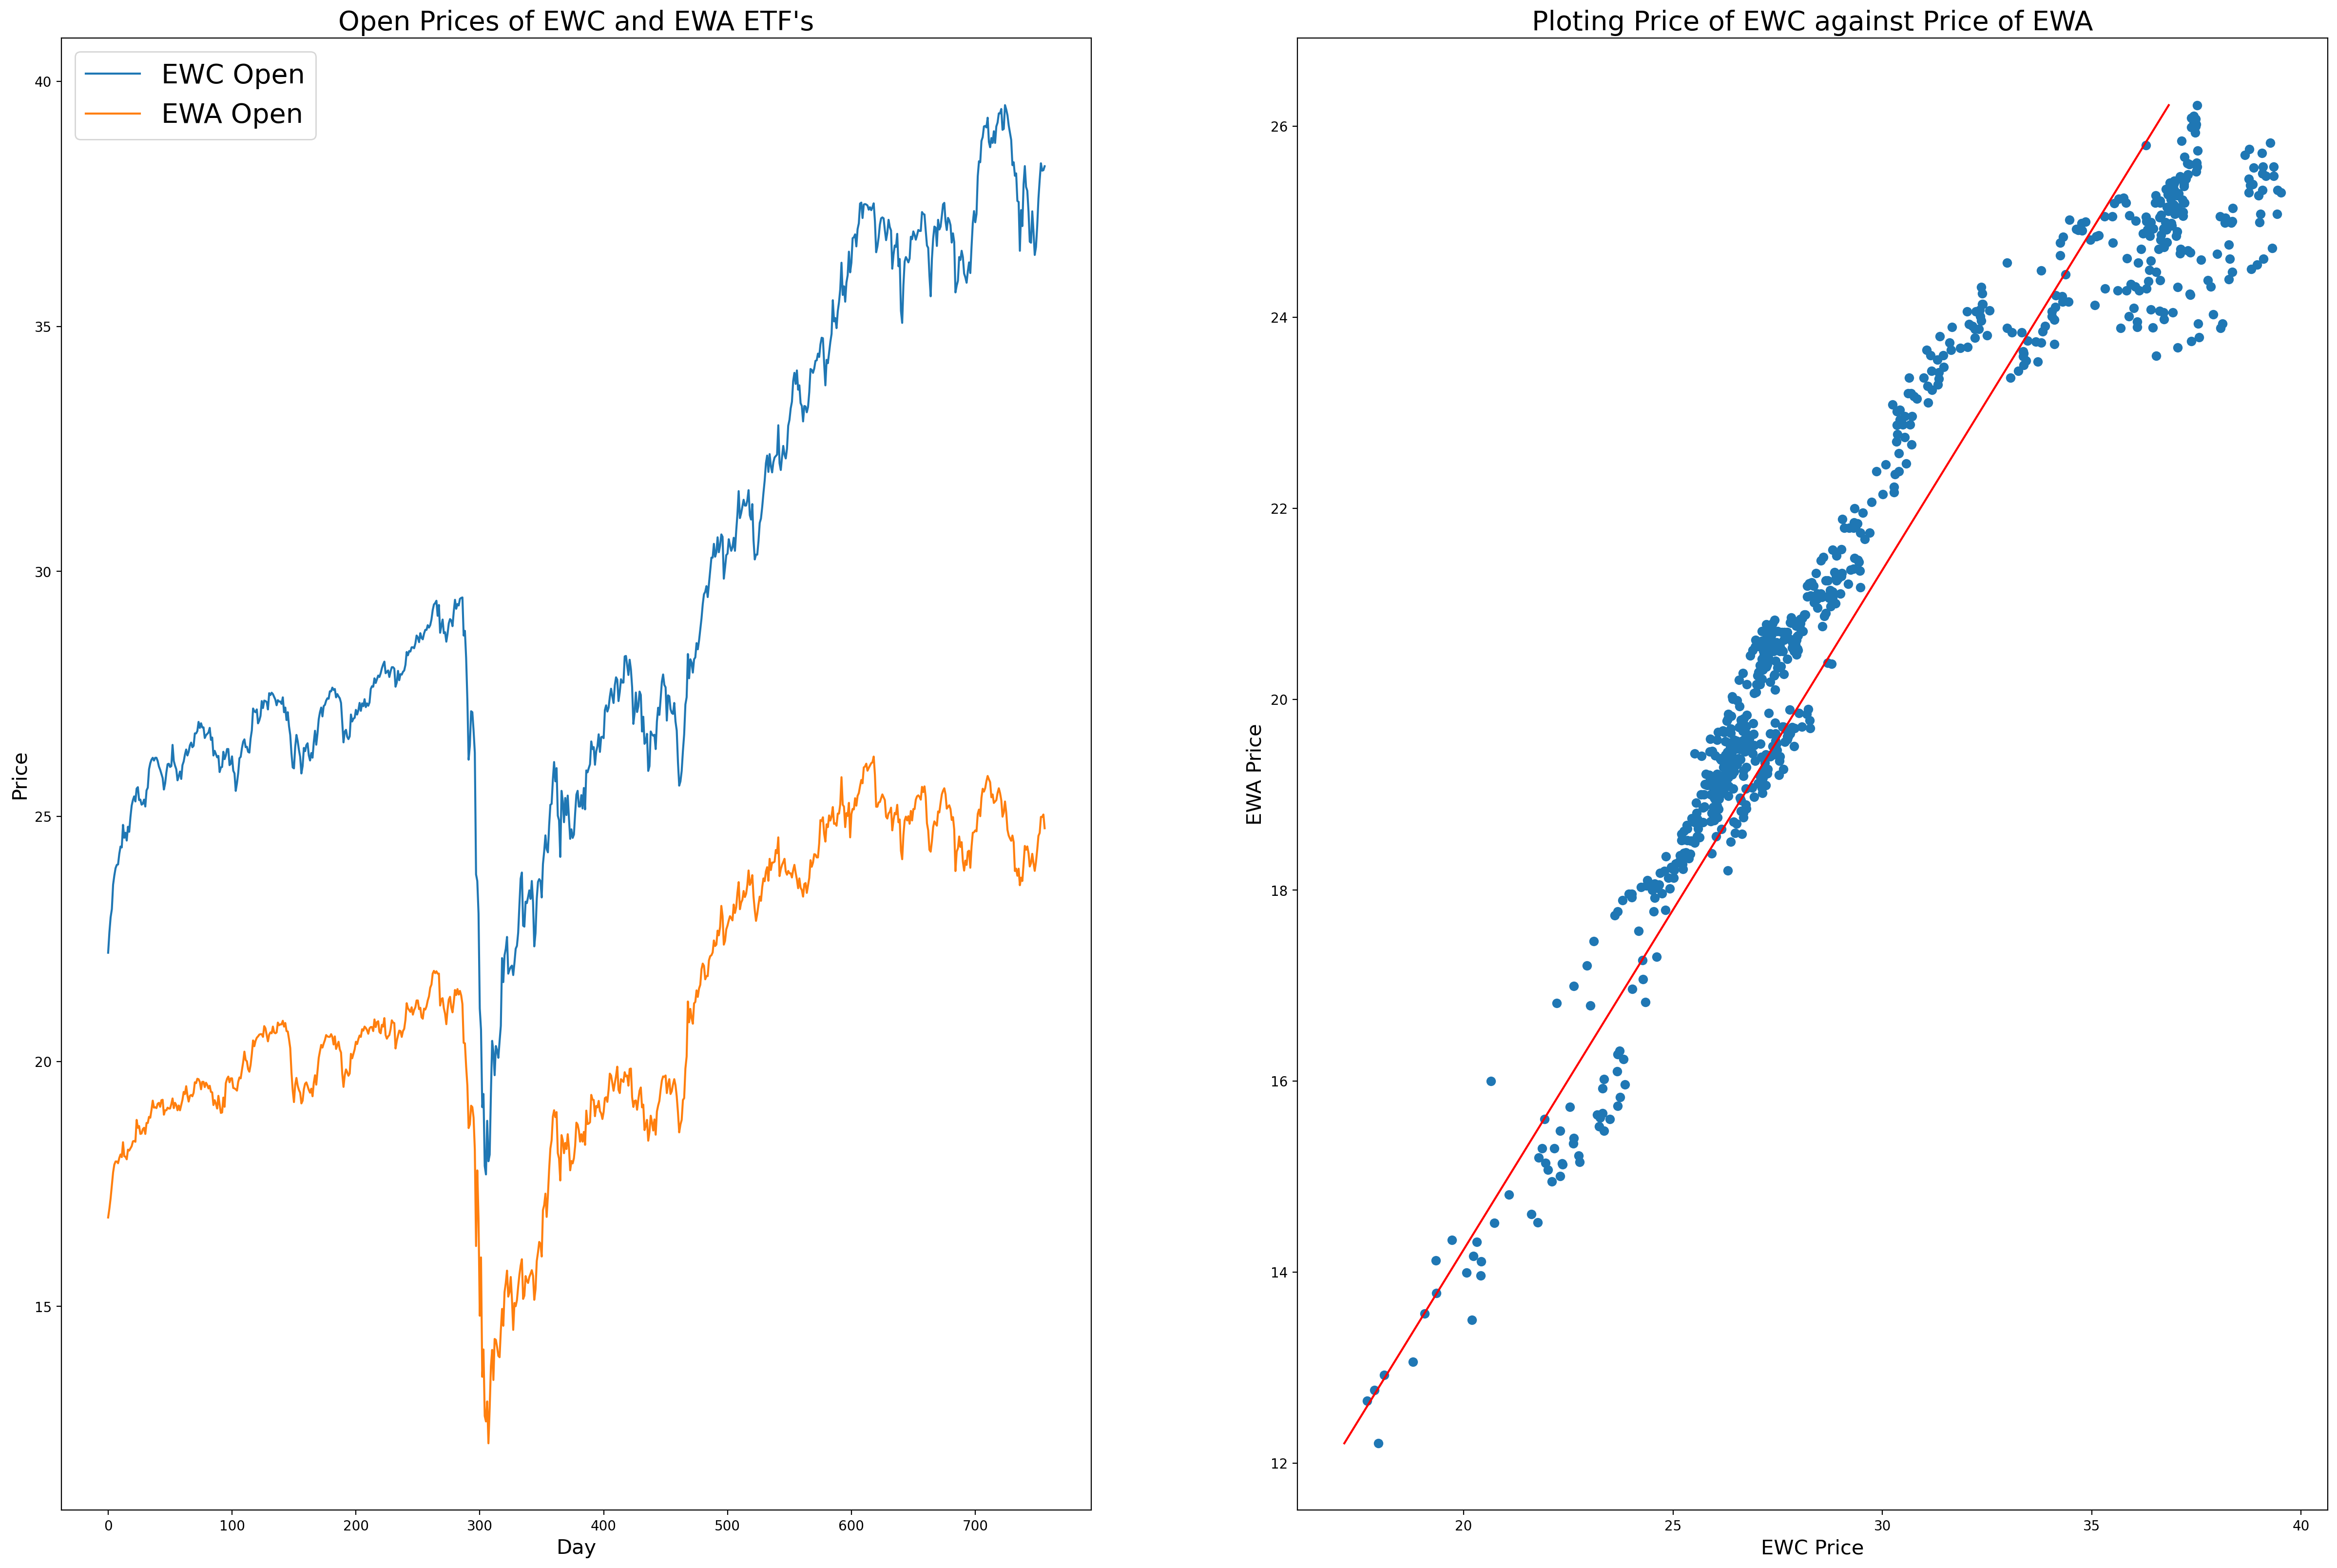 Open Prices of EWC and EWA ETF's
EWC Open
EWA Open
40
35
30
25
20
15
Price
0 100 200 300 400 500 600 700
Day
Ploting Price of EWC against Price of EWA
26
24
22
20
18
16
14
12
EWA Price
20 25 30 35 40
EWC Price